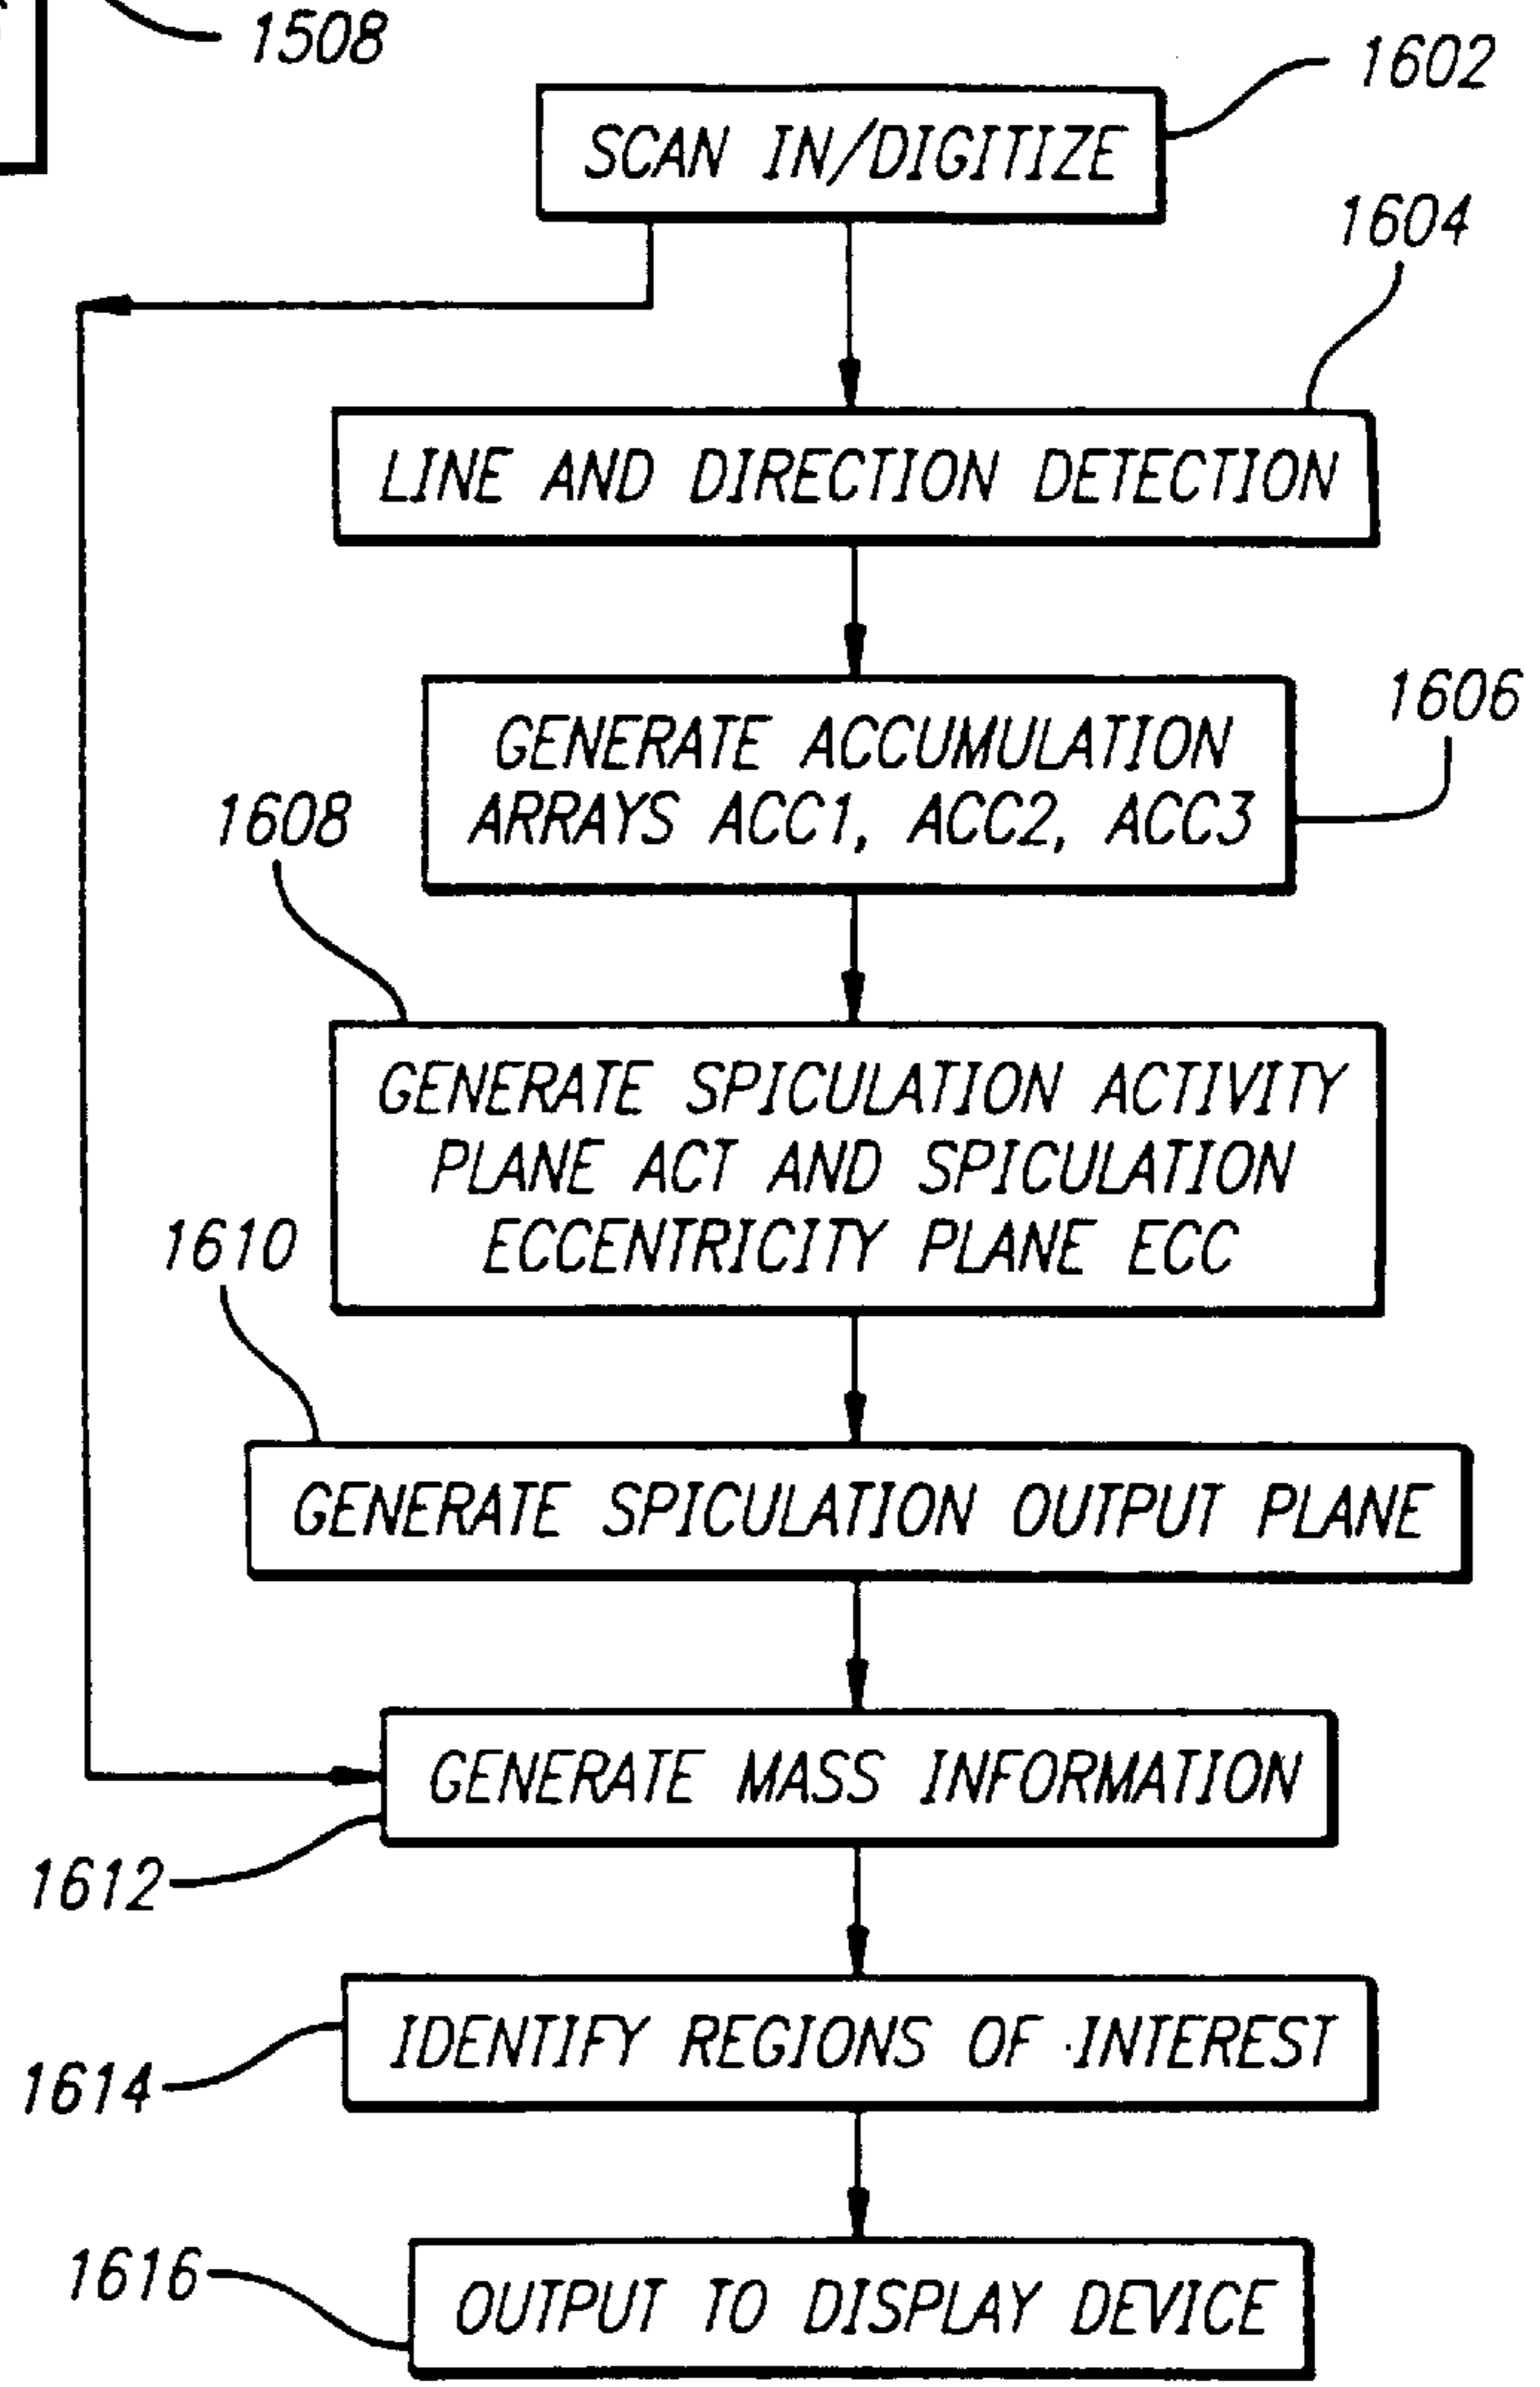 1508
1602
SCAN IN/DIGITIZE
1604
LINE AND DIRECTION DETECTION
1606
GENERATE ACCUMULATION
ARRAYS ACC1, ACC2, ACC3
1608
GENERATE SPICULATION ACTIVITY
PLANE ACT AND SPICULATION
ECCENTRICITY PLANE ECC
1610
GENERATE SPICULATION OUTPUT PLANE
GENERATE MASS INFORMATION
1612
IDENTIFY REGIONS OF INTEREST
1614
1616
OUTPUT TO DISPLAY DEVICE